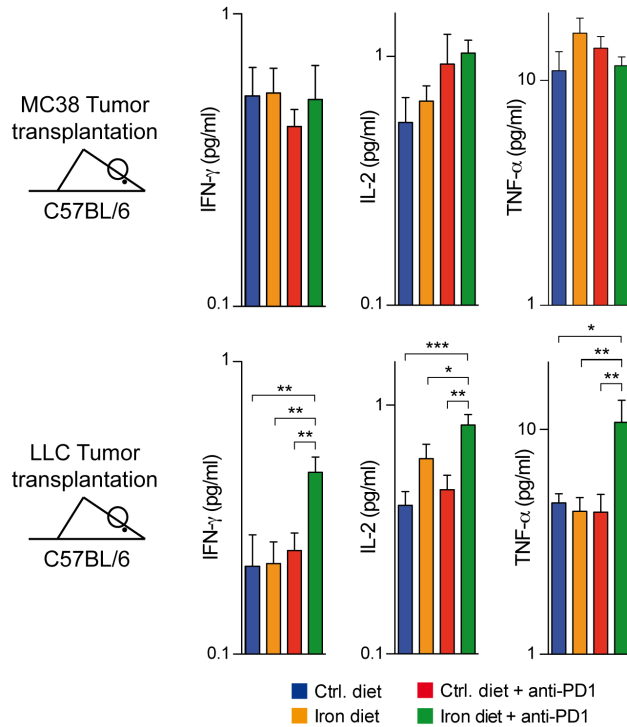 MC38 Tumor
transplantation
C57BL/6
IFN-γ (pg/ml)
1
0.1
IL-2 (pg/ml)
1
0.1
TNF-α (pg/ml)
10
1
LLC Tumor
transplantation
C57BL/6
IFN-γ (pg/ml)
1
0.1
**
**
**
IL-2 (pg/ml)
1
0.1
***
*
**
TNF-α (pg/ml)
10
1
*
**
**
Ctrl. diet
Ctrl. diet + anti-PD1
Iron diet
Iron diet + anti-PD1